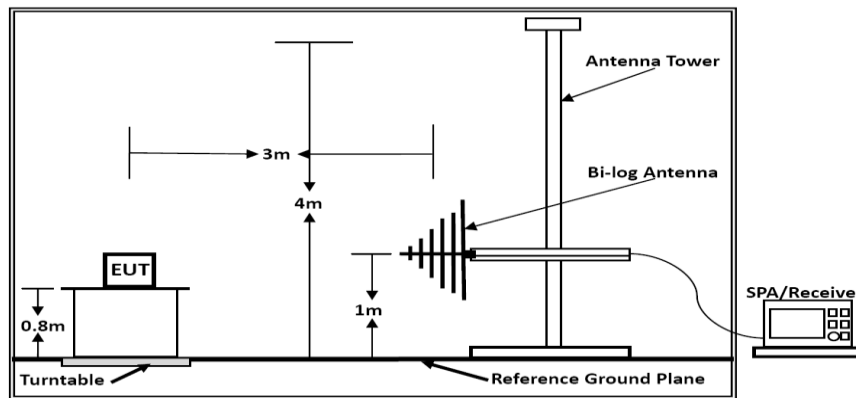 Antenna Tower
3m
Bi-log Antenna
4m
EUT
1m
SPA/Receive
0.8m
Turntable
Reference Ground Plane